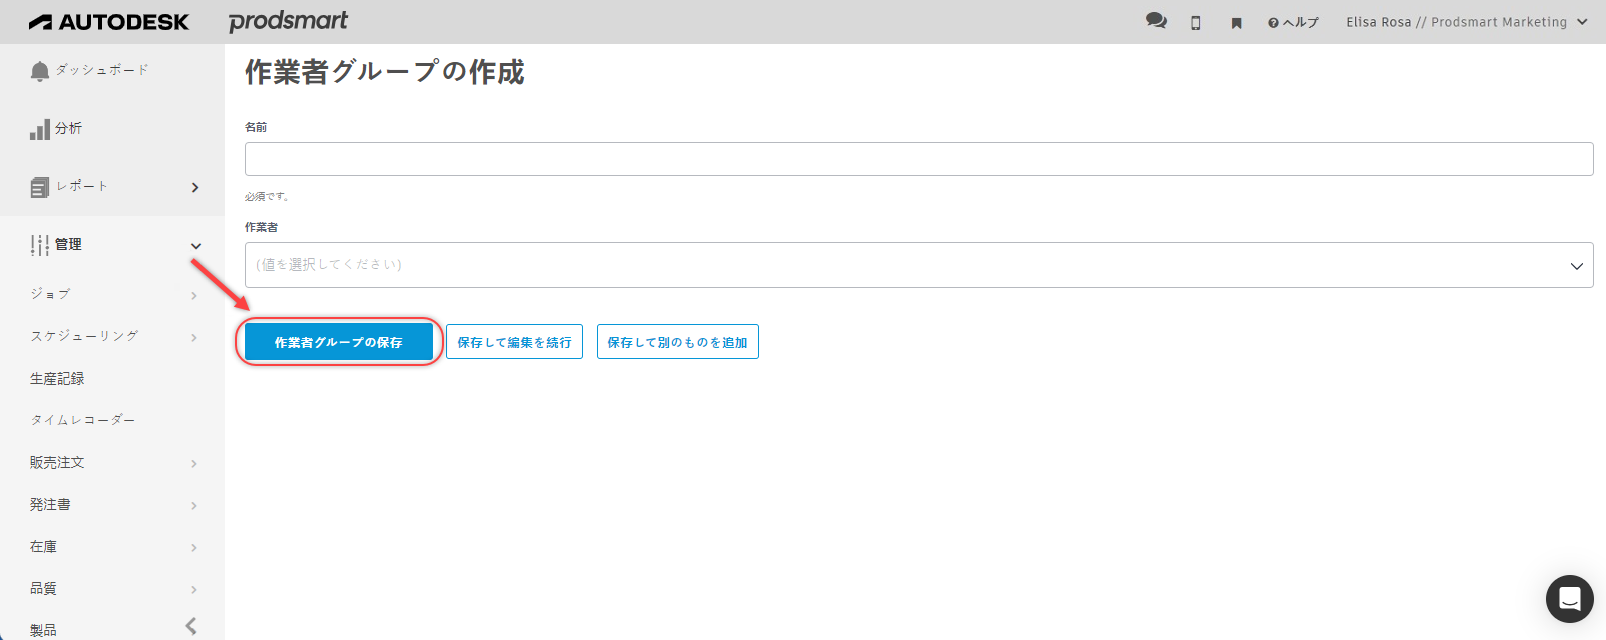 AUTODESK prodsmart
ヘルプ Elisa Rosa // Prodsmart Marketing
ダッシュボード
分析
レポート
管理
ジョブ
スケジューリング
生産記録
タイムレコーダー
販売注文
発注書
在庫
品質
製品
作業者グループの作成
名前
必須です。
作業者
(値を選択してください)
作業者グループの保存 保存して編集を続行 保存して別のものを追加